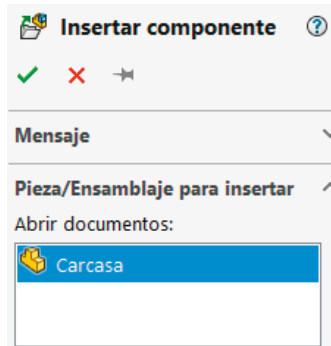 Insertar componente
Mensaje
Pieza/Ensamblaje para insertar
Abrir documentos:
Carcasa